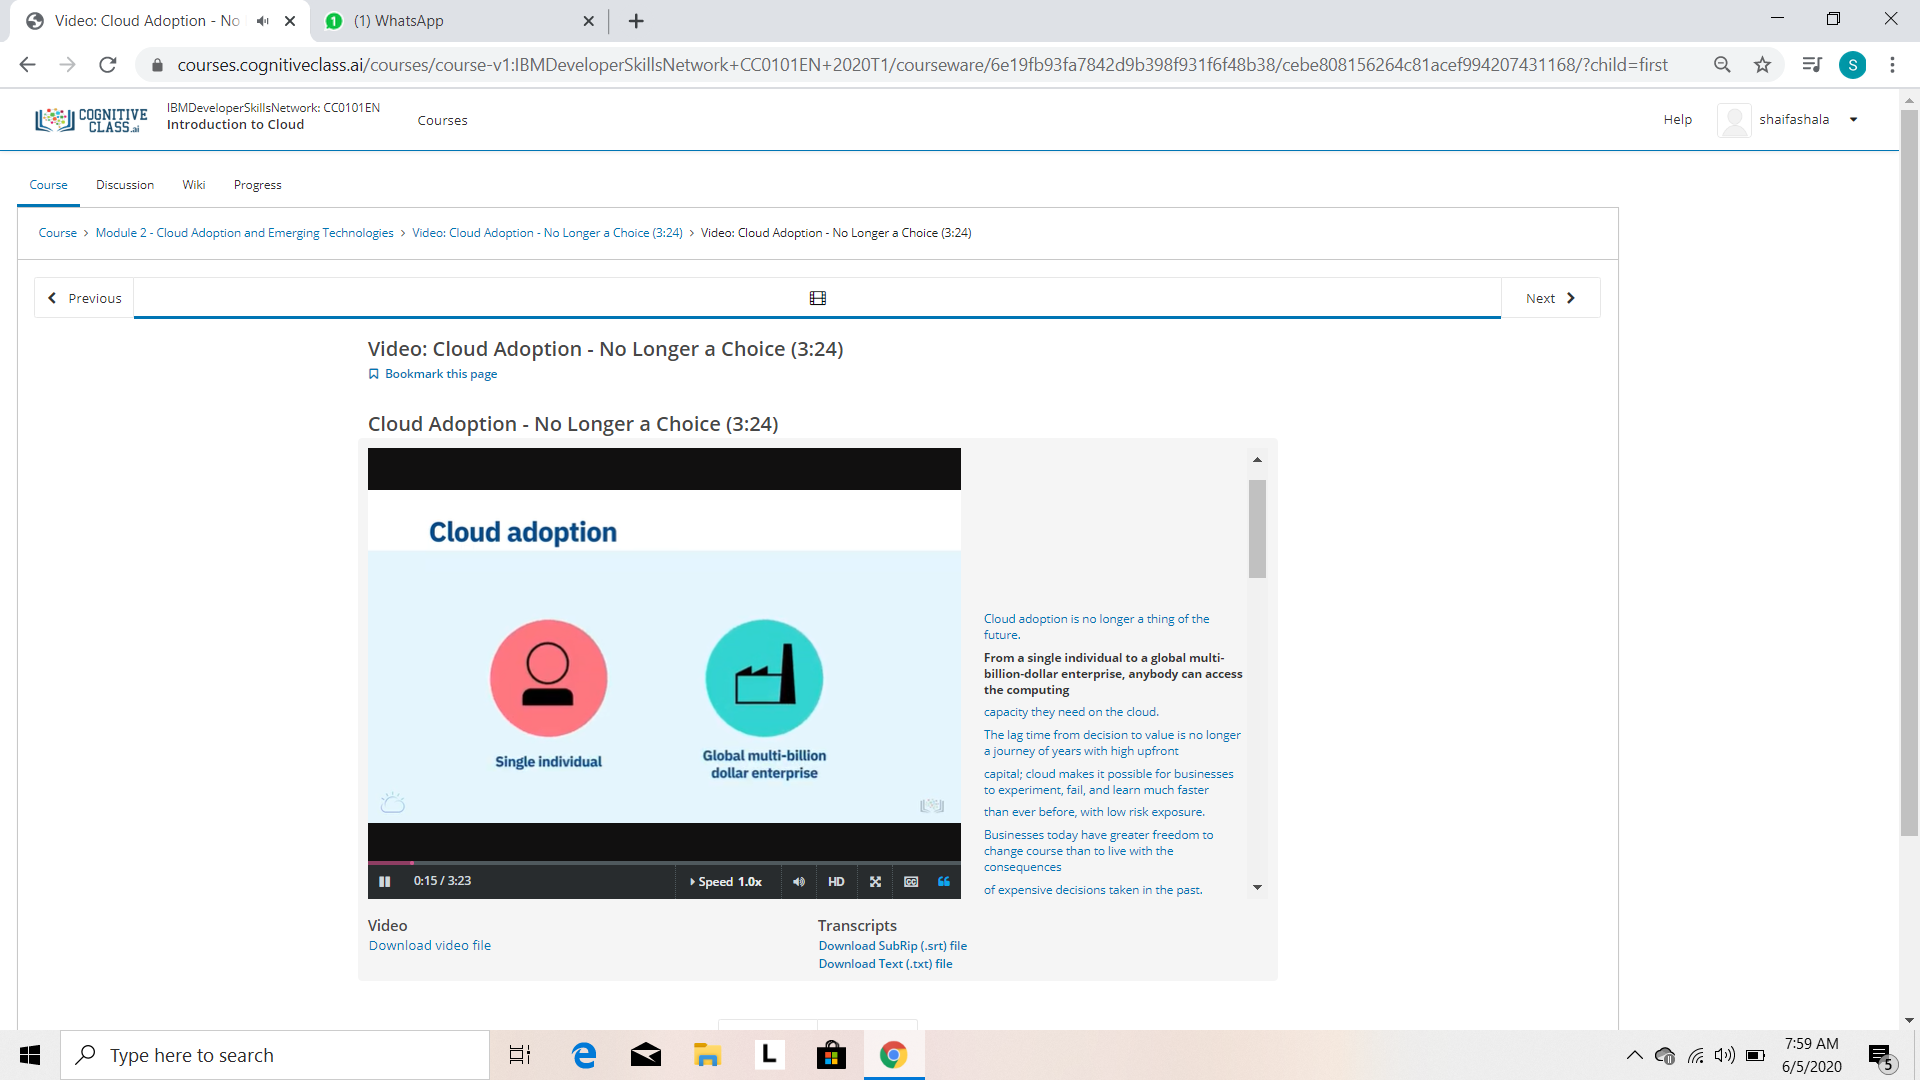 Video: Cloud Adoption - No
(1) WhatsApp
courses.cognitiveclass.ai/courses/course-v1:IBMDeveloperSkillsNetwork+CC0101EN+2020T1/courseware/6e19fb93fa7842d9b398f931f6f48b38/cebe808156264c81acef994207431168/?child=first
S
COGNITIVE
CLASS.ai
IBMDeveloperSkillsNetwork: CC0101EN
Introduction to Cloud
Courses
Help
shaifashala
Course
Discussion
Wiki
Progress
Course > Module 2 - Cloud Adoption and Emerging Technologies > Video: Cloud Adoption - No Longer a Choice (3:24) > Video: Cloud Adoption - No Longer a Choice (3:24)
Previous
Next
Video: Cloud Adoption - No Longer a Choice (3:24)
Bookmark this page
Cloud Adoption - No Longer a Choice (3:24)
Cloud adoption
Single individual
Global multi-billion
dollar enterprise
0:15 / 3:23
Speed 1.0x
HD
CC
Cloud adoption is no longer a thing of the
future.
From a single individual to a global multi-
billion-dollar enterprise, anybody can access
the computing
capacity they need on the cloud.
The lag time from decision to value is no longer
a journey of years with high upfront
capital; cloud makes it possible for businesses
to experiment, fail, and learn much faster
than ever before, with low risk exposure.
Businesses today have greater freedom to
change course than to live with the
consequences
of expensive decisions taken in the past.
Video
Download video file
Transcripts
Download SubRip (.srt) file
Download Text (.txt) file
Type here to search
L
7:59 AM
6/5/2020
5